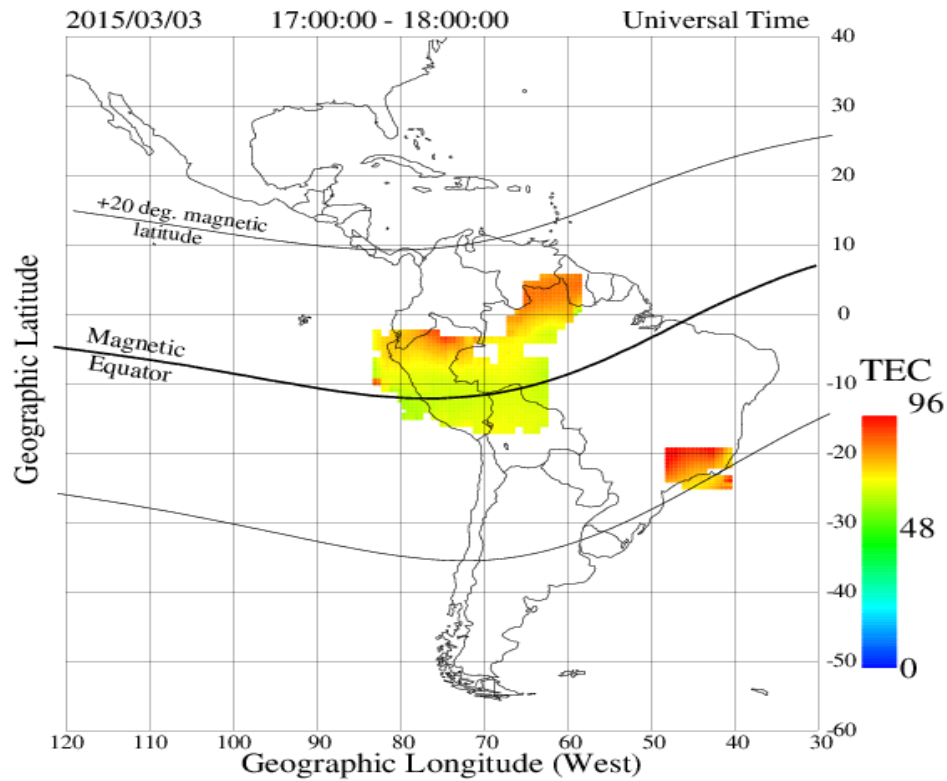 2015/03/03 17:00:00 - 18:00:00 Universal Time
40
30
20
10
0
-10
-20
-30
-40
-50
-60
+20 deg. magnetic
latitude
Magnetic
Equator
Geographic Latitude
TEC
96
48
0
120 110 100 90 80 70 60 50 40 30
Geographic Longitude (West)